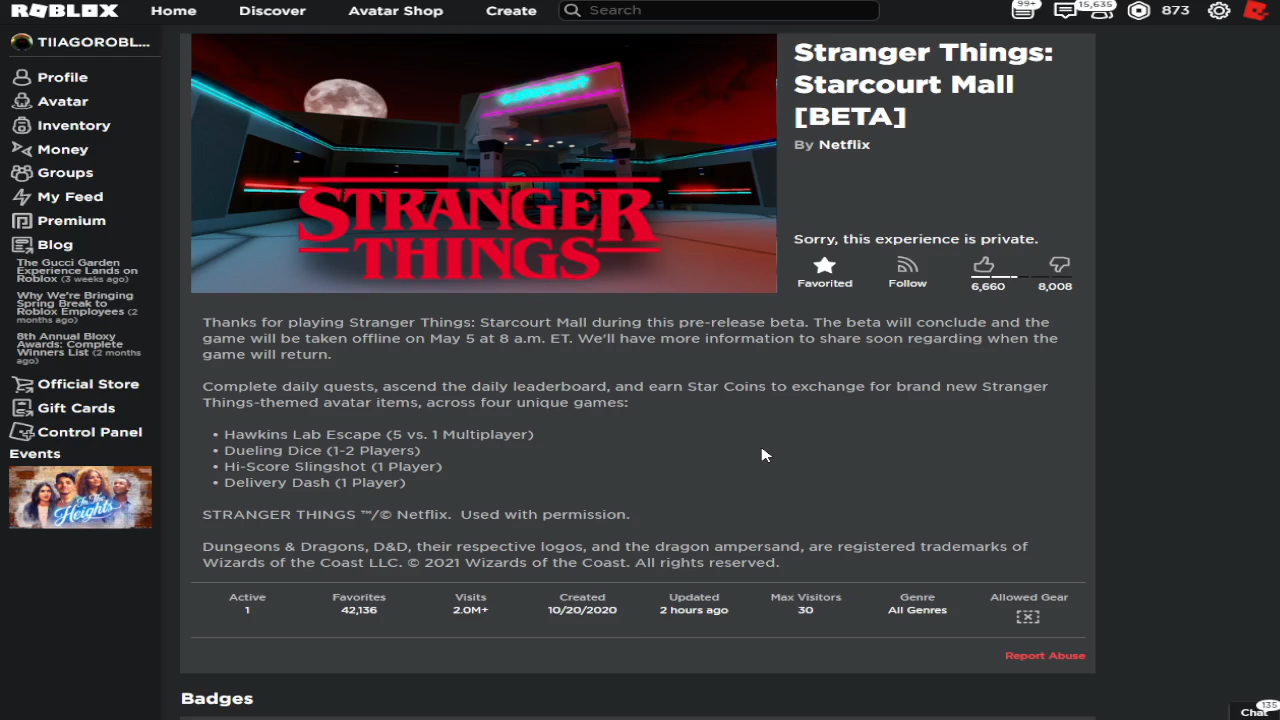 ROBLOX Home Discover Avatar Shop Create Search 99+ 15,635 873
TIIAGOROBL...
Profile
Avatar
Inventory
Money
Groups
My Feed
Premium
Blog
The Gucci Garden
Experience Lands on
Roblox (3 weeks ago)
Why We're Bringing
Spring Break to
Roblox Employees (2
months ago)
8th Annual Bloxy
Awards: Complete
Winners List (2 months
ago)
Official Store
Gift Cards
Control Panel
Events
In The
Heights
STARCOURT
STRANGER
THINGS
Stranger Things:
Starcourt Mall
[BETA]
By Netflix
Sorry, this experience is private.
Favorited Follow 6,660 8,008
Thanks for playing Stranger Things: Starcourt Mall during this pre-release beta. The beta will conclude and the
game will be taken offline on May 5 at 8 a.m. ET. We'll have more information to share soon regarding when the
game will return.
Complete daily quests, ascend the daily leaderboard, and earn Star Coins to exchange for brand new Stranger
Things-themed avatar items, across four unique games:
• Hawkins Lab Escape (5 vs. 1 Multiplayer)
• Dueling Dice (1-2 Players)
• Hi-Score Slingshot (1 Player)
• Delivery Dash (1 Player)
STRANGER THINGS ™/© Netflix. Used with permission.
Dungeons & Dragons, D&D, their respective logos, and the dragon ampersand, are registered trademarks of
Wizards of the Coast LLC. © 2021 Wizards of the Coast. All rights reserved.
Active Favorites Visits Created Updated Max Visitors Genre Allowed Gear
1 42,136 2.0M+ 10/20/2020 2 hours ago 30 All Genres
Report Abuse
Badges
Chat 135